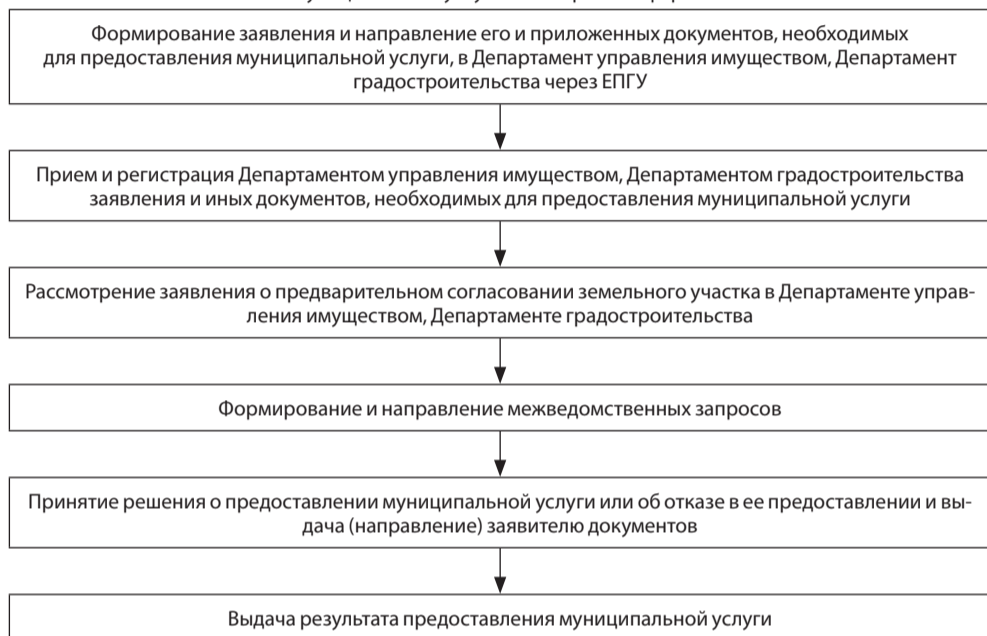 Формирование заявления и направление его и приложенных документов, необходимых
для предоставления муниципальной услуги, в Департамент управления имуществом, Департамент
градостроительства через ЕПГУ
Прием и регистрация Департаментом управления имуществом, Департаментом градостроительства
заявления и иных документов, необходимых для предоставления муниципальной услуги
Рассмотрение заявления о предварительном согласовании земельного участка в Департаменте управ-
ления имуществом, Департаменте градостроительства
Формирование и направление межведомственных запросов
Принятие решения о предоставлении муниципальной услуги или об отказе в ее предоставлении и вы-
дача (направление) заявителю документов
Выдача результата предоставления муниципальной услуги